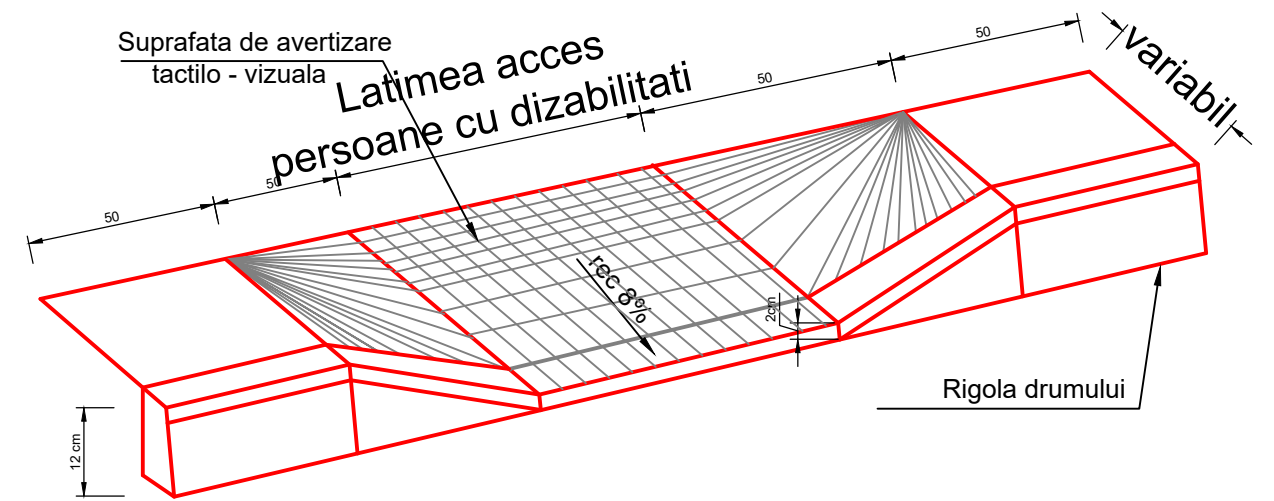 Suprafata de avertizare
tactilo - vizuala
Latimea acces
persoane cu dizabilitati
variabil
50
50
50
50
rec 8%
2cm
Rigola drumului
12 cm